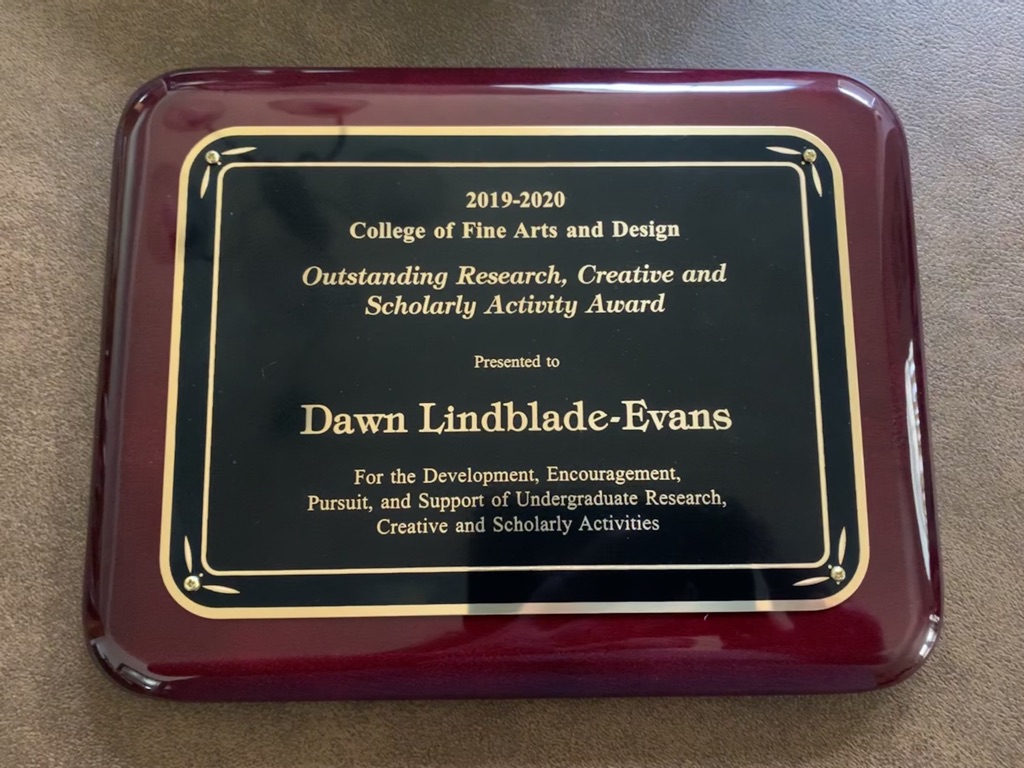 2019-2020
College of Fine Arts and Design
Outstanding Research, Creative and
Scholarly Activity Award
Presented to
Dawn Lindblade-Evans
For the Development, Encouragement,
Pursuit, and Support of Undergraduate Research,
Creative and Scholarly Activities